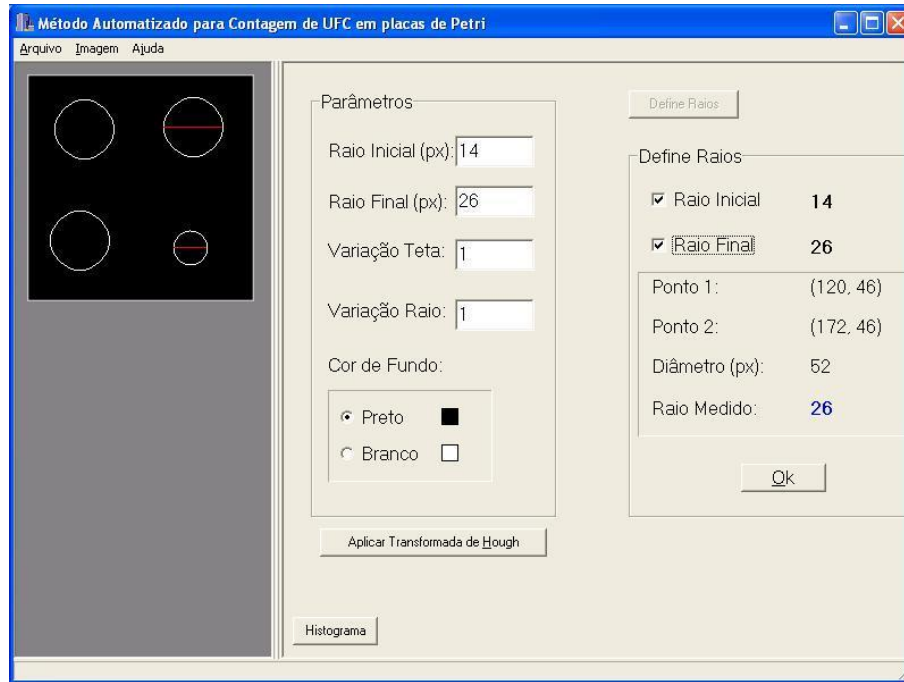 Método Automatizado para Contagem de UFC em placas de Petri
Arquivo Imagem Ajuda
Parâmetros
Raio Inicial (px): 14
Raio Final (px): 26
Variação Teta: 1
Variação Raio: 1
Cor de Fundo:
Preto
Branco
Aplicar Transformada de Hough
Histograma
Define Raios
Define Raios
Raio Inicial 14
Raio Final 26
Ponto 1: (120, 46)
Ponto 2: (172, 46)
Diâmetro (px): 52
Raio Medido: 26
Ok